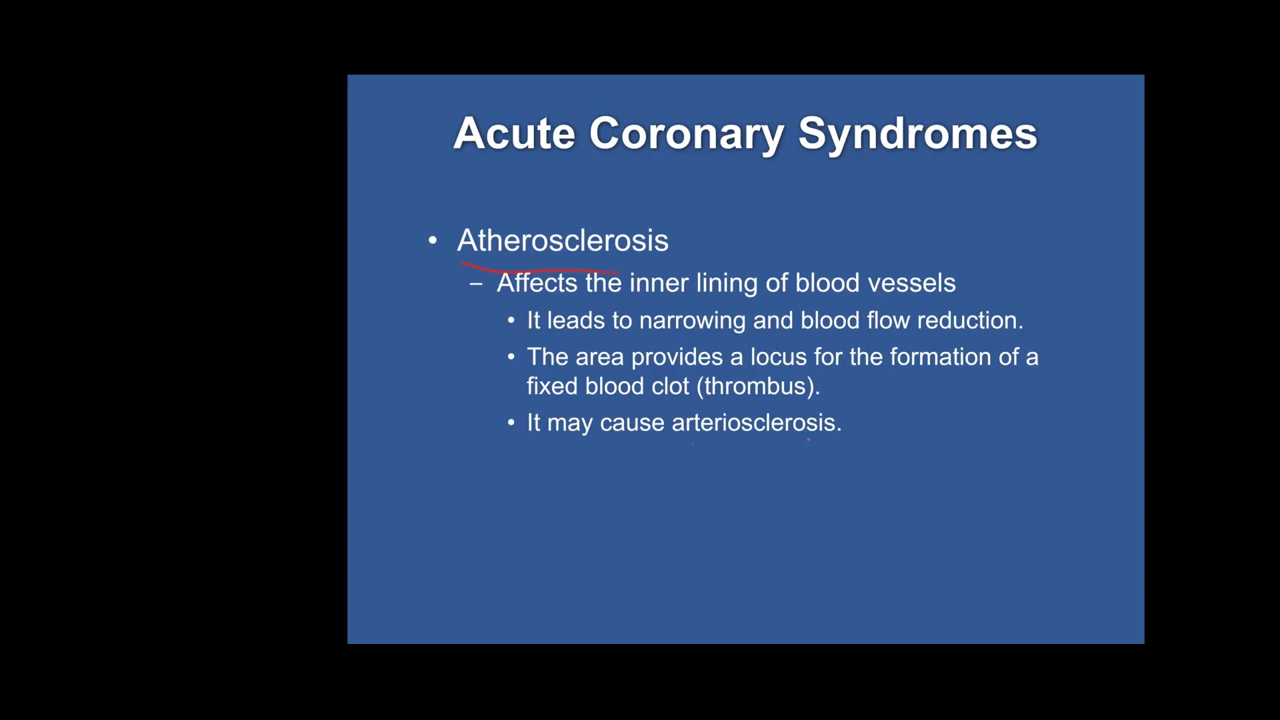 Acute Coronary Syndromes
• Atherosclerosis
– Affects the inner lining of blood vessels
• It leads to narrowing and blood flow reduction.
• The area provides a locus for the formation of a
fixed blood clot (thrombus).
• It may cause arteriosclerosis.